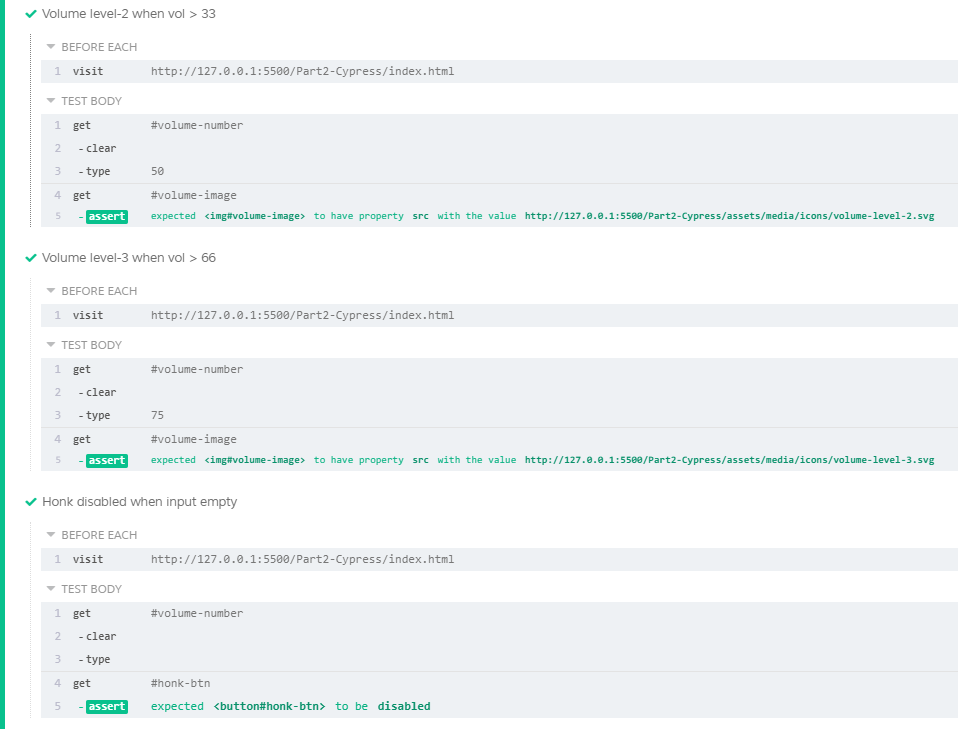 Volume level-2 when vol > 33
BEFORE EACH
1 visit http://127.0.0.1:5500/Part2-Cypress/index.html
TEST BODY
1 get #volume-number
2 -clear
3 -type 50
4 get #volume-image
5 -assert expected <img#volume-image> to have property src with the value http://127.0.0.1:5500/Part2-Cypress/assets/media/icons/volume-level-2.svg
Volume level-3 when vol > 66
BEFORE EACH
1 visit http://127.0.0.1:5500/Part2-Cypress/index.html
TEST BODY
1 get #volume-number
2 -clear
3 -type 75
4 get #volume-image
5 -assert expected <img#volume-image> to have property src with the value http://127.0.0.1:5500/Part2-Cypress/assets/media/icons/volume-level-3.svg
Honk disabled when input empty
BEFORE EACH
1 visit http://127.0.0.1:5500/Part2-Cypress/index.html
TEST BODY
1 get #volume-number
2 -clear
3 -type
4 get #honk-btn
5 -assert expected <button#honk-btn> to be disabled